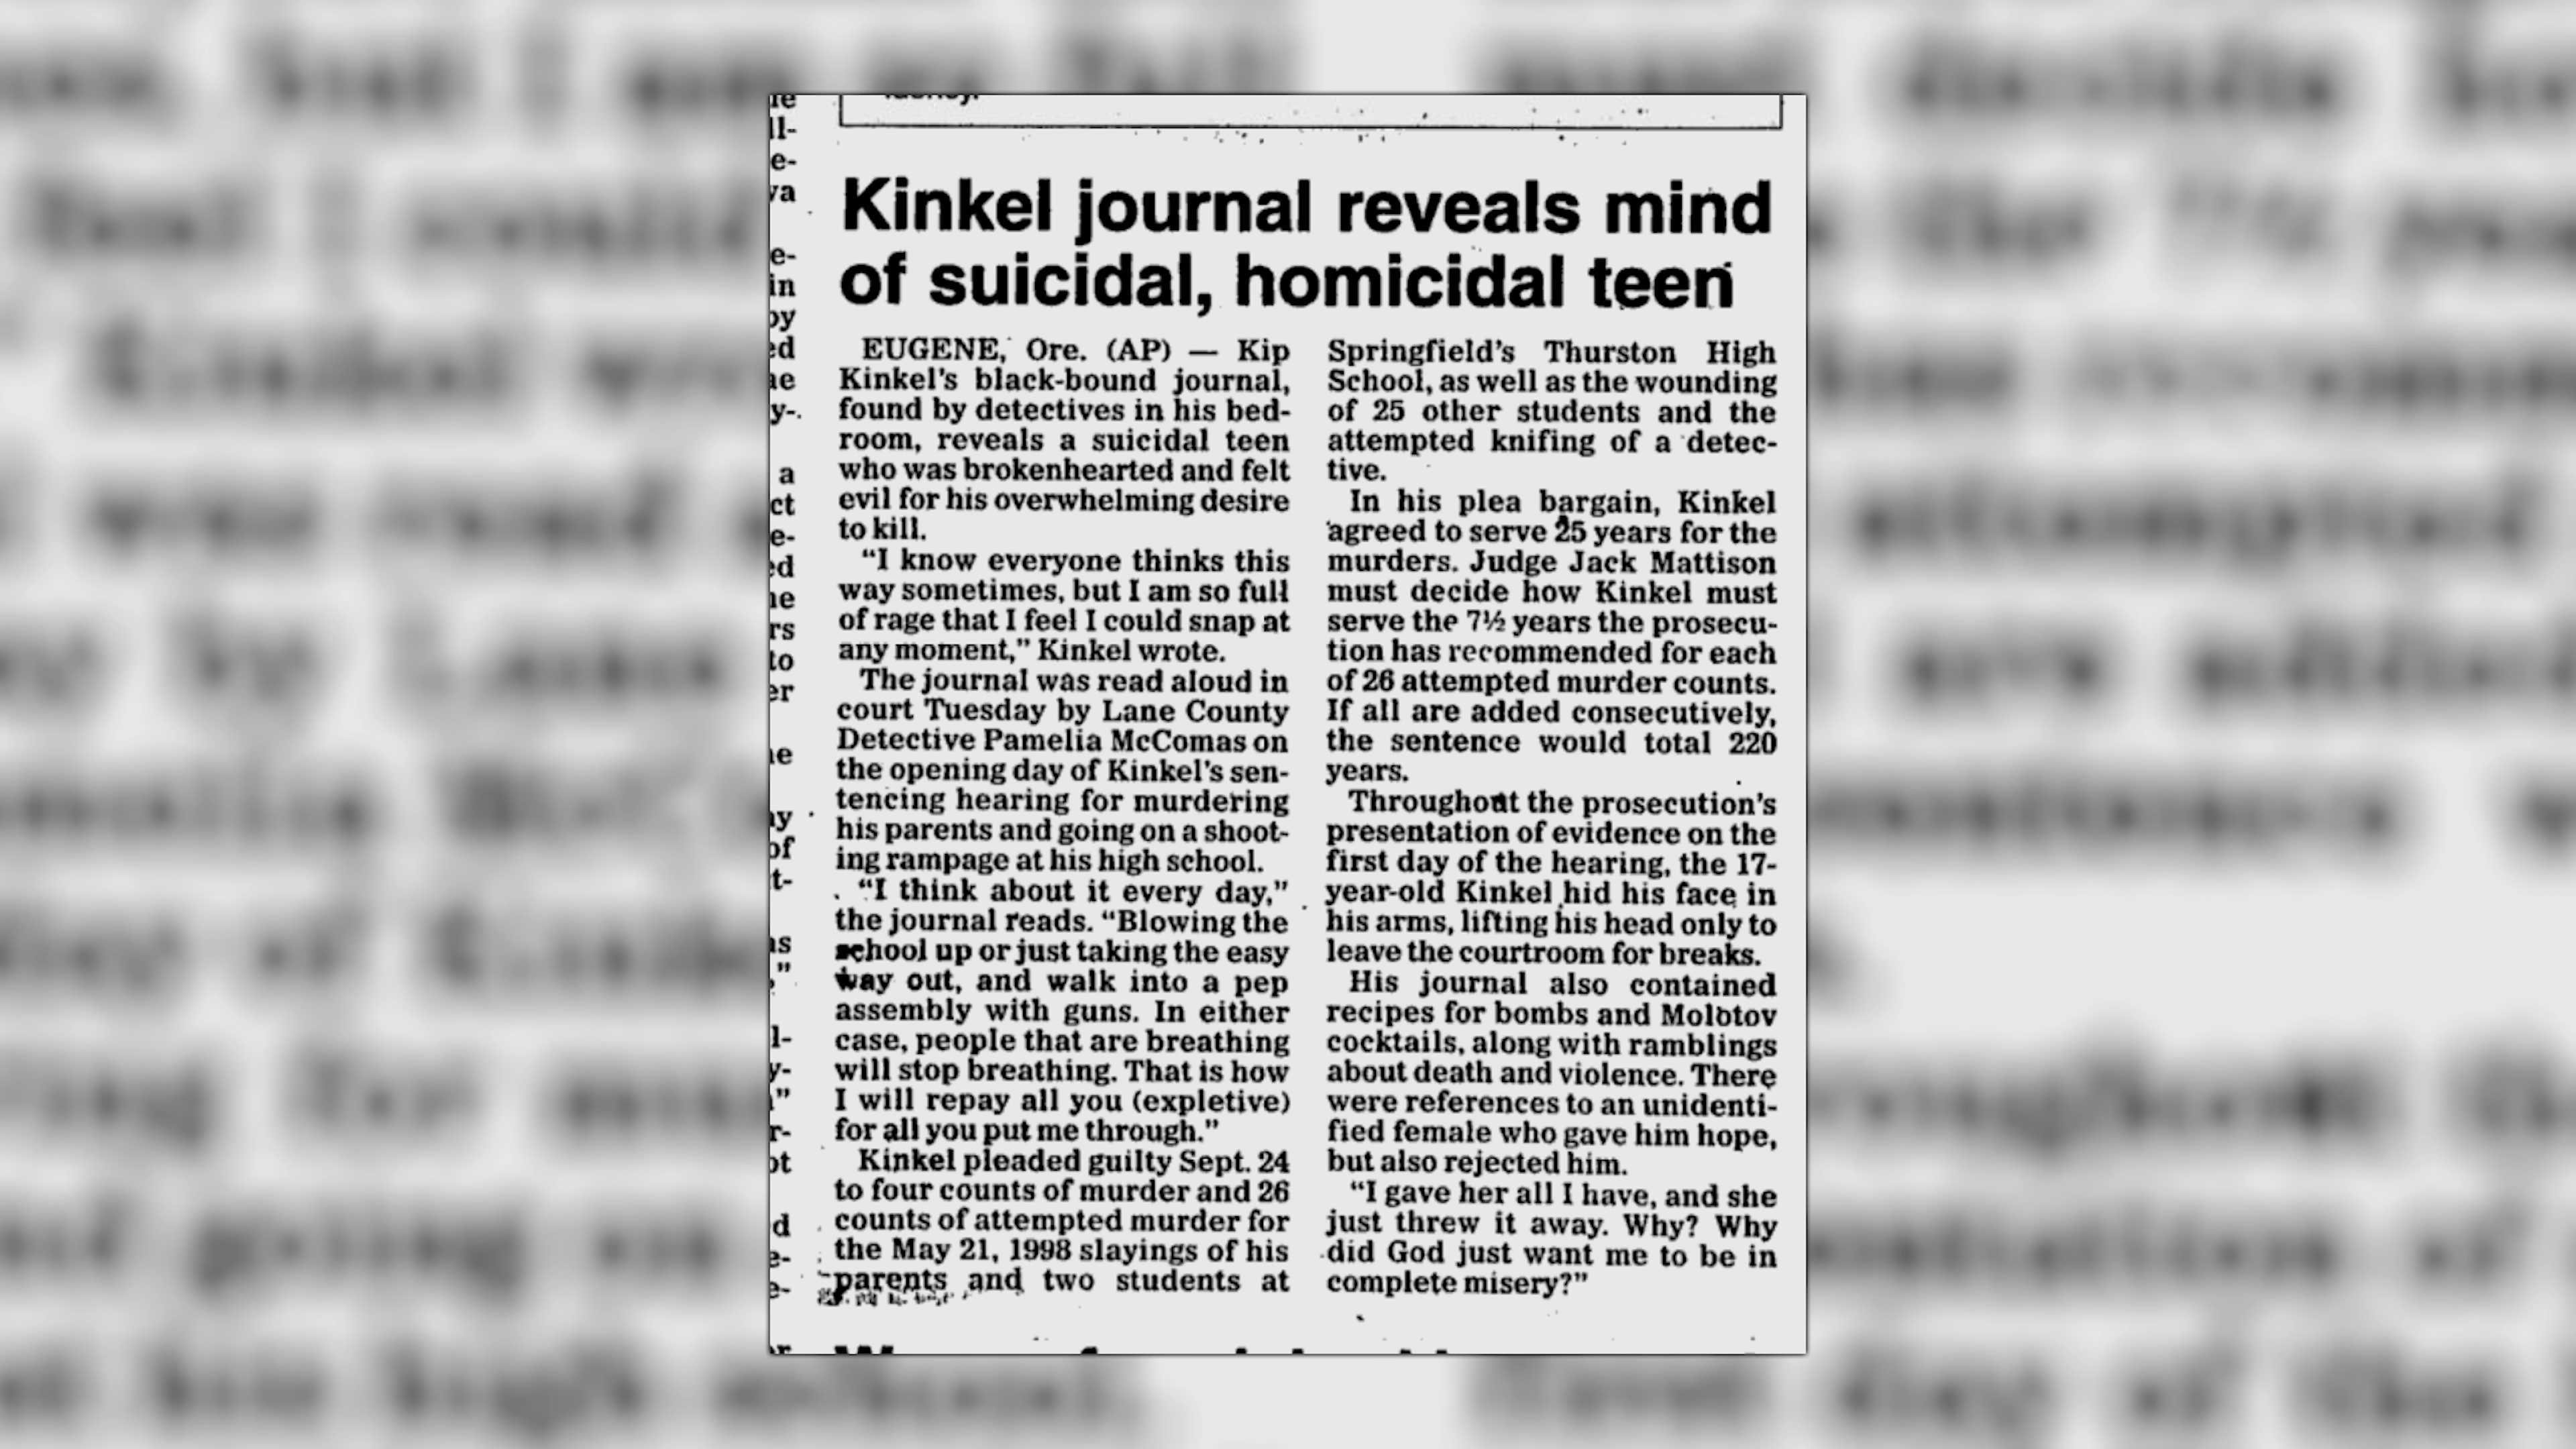 Kinkel journal reveals mind
of suicidal, homicidal teen
EUGENE, Ore. (AP) — Kip
Kinkel's black-bound journal,
found by detectives in his bed-
room, reveals a suicidal teen
who was brokenhearted and felt
evil for his overwhelming desire
to kill.
"I know everyone thinks this
way sometimes, but I am so full
of rage that I feel I could snap at
any moment," Kinkel wrote.
The journal was read aloud in
court Tuesday by Lane County
Detective Pamelia McComas on
the opening day of Kinkel's sen-
tencing hearing for murdering
his parents and going on a shoot-
ing rampage at his high school.
"I think about it every day,"
the journal reads. "Blowing the
school up or just taking the easy
way out, and walk into a pep
assembly with guns. In either
case, people that are breathing
will stop breathing. That is how
I will repay all you (expletive)
for all you put me through."
Kinkel pleaded guilty Sept. 24
to four counts of murder and 26
counts of attempted murder for
the May 21, 1998 slayings of his
parents and two students at
Springfield's Thurston High
School, as well as the wounding
of 25 other students and the
attempted knifing of a detec-
tive.
In his plea bargain, Kinkel
agreed to serve 25 years for the
murders. Judge Jack Mattison
must decide how Kinkel must
serve the 7½ years the prosecu-
tion has recommended for each
of 26 attempted murder counts.
If all are added consecutively,
the sentence would total 220
years.
Throughout the prosecution's
presentation of evidence on the
first day of the hearing, the 17-
year-old Kinkel hid his face in
his arms, lifting his head only to
leave the courtroom for breaks.
His journal also contained
recipes for bombs and Molotov
cocktails, along with ramblings
about death and violence. There
were references to an unidenti-
fied female who gave him hope,
but also rejected him.
"I gave her all I have, and she
just threw it away. Why? Why
did God just want me to be in
complete misery?"